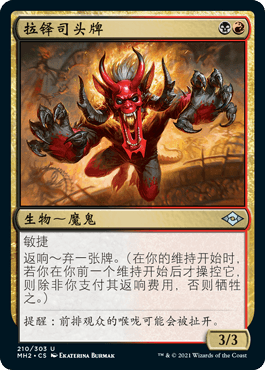 拉铎司头牌
生物～魔鬼
敏捷
返响～弃一张牌。（在你的维持开始时，
若你在你前一个维持开始后才操控它，
则除非你支付其返响费用，否则牺牲
之。）
提醒：前排观众的喉咙可能会被扯开。
3/3
210/303 U
MH2 • CS EKATERINA BURMAK
™ & © 2021 Wizards of the Coast